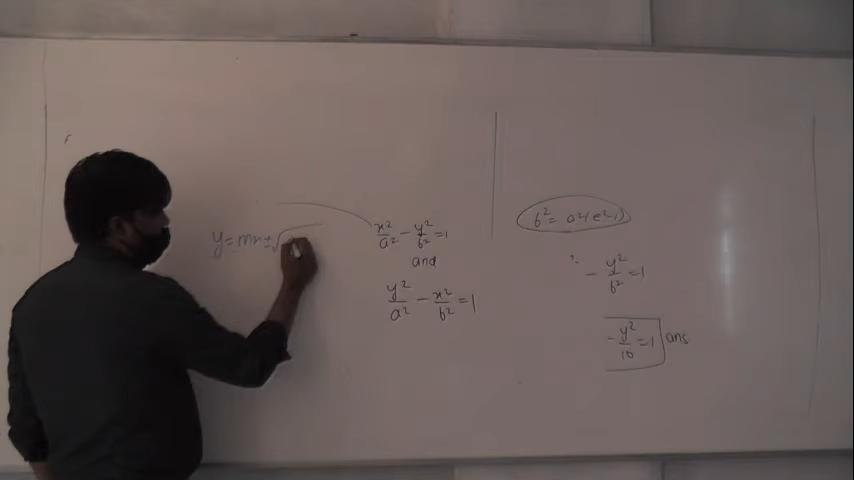 y = mx ± √
x²/a² - y²/b² = 1
and
y²/a² - x²/b² = 1
b² = a²(e²-1)
- y²/b² = 1
- y²/10 = 1 ans